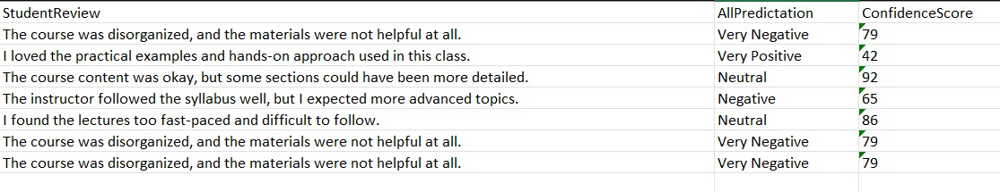 StudentReview AllPredictation ConfidenceScore
The course was disorganized, and the materials were not helpful at all. Very Negative 79
I loved the practical examples and hands-on approach used in this class. Very Positive 42
The course content was okay, but some sections could have been more detailed. Neutral 92
The instructor followed the syllabus well, but I expected more advanced topics. Negative 65
I found the lectures too fast-paced and difficult to follow. Neutral 86
The course was disorganized, and the materials were not helpful at all. Very Negative 79
The course was disorganized, and the materials were not helpful at all. Very Negative 79